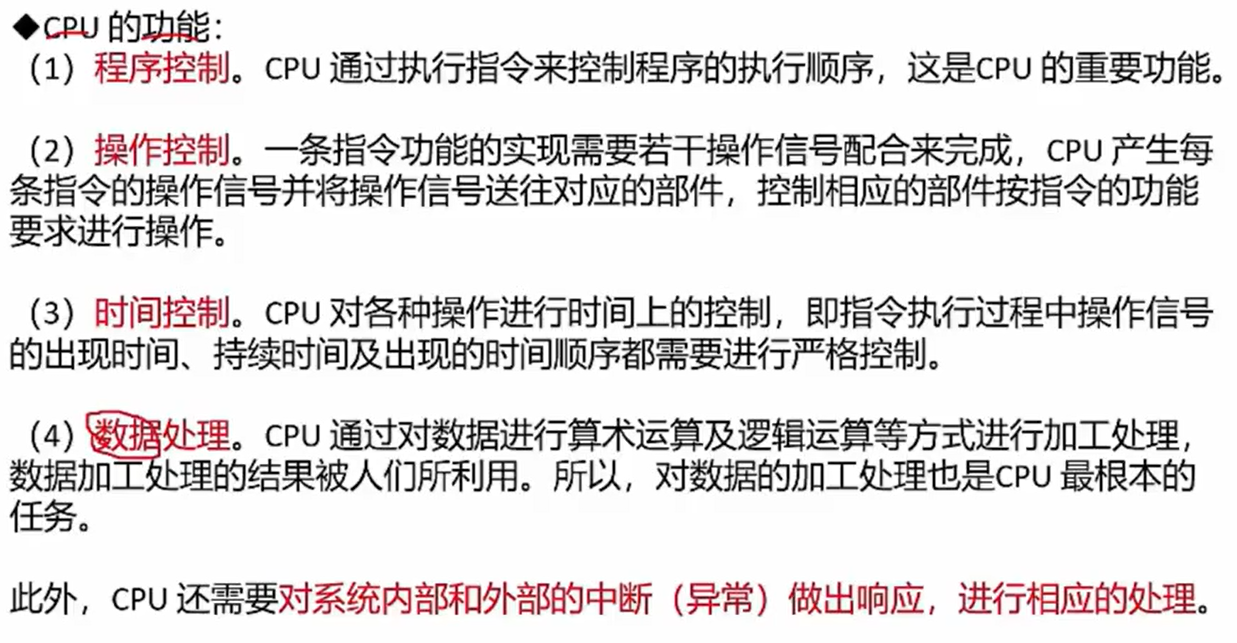 ◆CPU 的功能：
（1）程序控制。CPU 通过执行指令来控制程序的执行顺序，这是CPU 的重要功能。
（2）操作控制。一条指令功能的实现需要若干操作信号配合来完成，CPU 产生每
条指令的操作信号并将操作信号送往对应的部件，控制相应的部件按指令的功能
要求进行操作。
（3）时间控制。CPU 对各种操作进行时间上的控制，即指令执行过程中操作信号
的出现时间、持续时间及出现的时间顺序都需要进行严格控制。
（4）数据处理。CPU 通过对数据进行算术运算及逻辑运算等方式进行加工处理，
数据加工处理的结果被人们所利用。所以，对数据的加工处理也是CPU 最根本的
任务。
此外，CPU 还需要对系统内部和外部的中断（异常）做出响应，进行相应的处理。